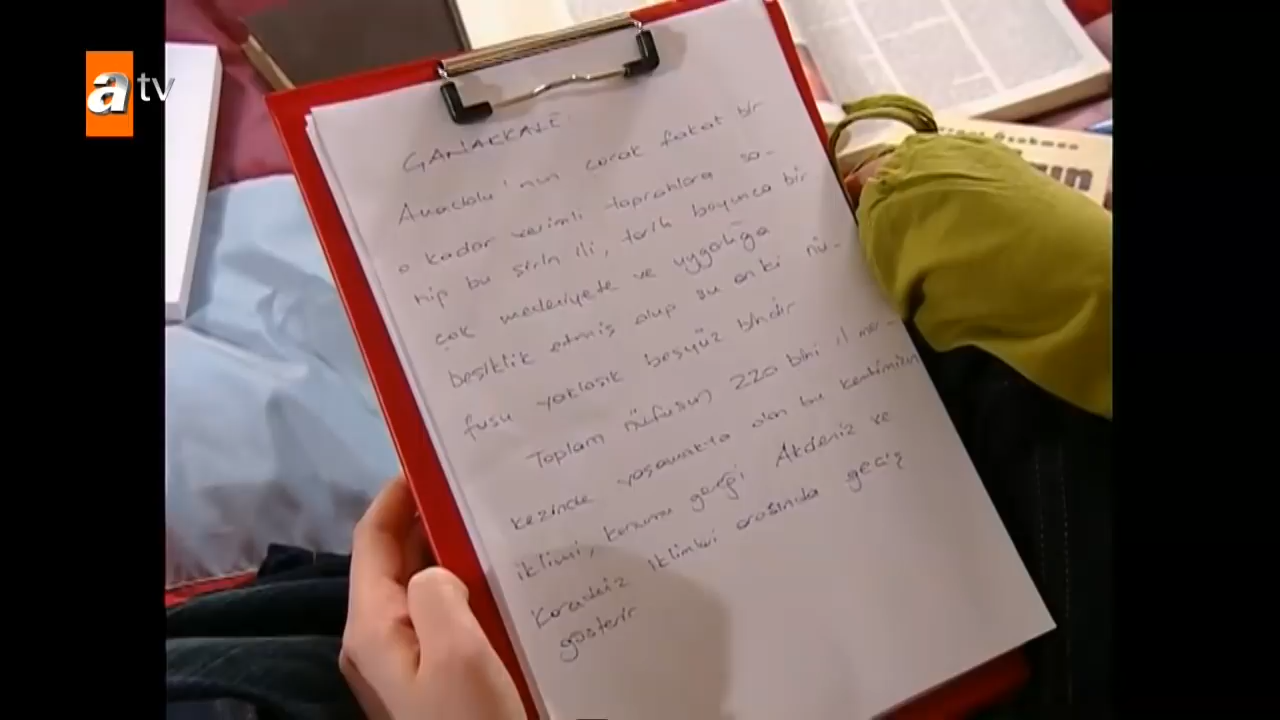 atv
ÇANAKKALE
Anadolu'nun çorak fakat bir
o kadar verimli topraklara sa-
hip bu şirin ili, tarih boyunca bir
çok medeniyete ve uygarlığa
beşiklik etmiş olup şu anki nü-
fusu yaklaşık beşyüz bindir
Toplam nüfusun 220 bini il mer-
kezinde yaşamakta olan bu kentimizin
iklimi, konumu gereği Akdeniz ve
Karadeniz iklimleri arasında geçiş
gösterir